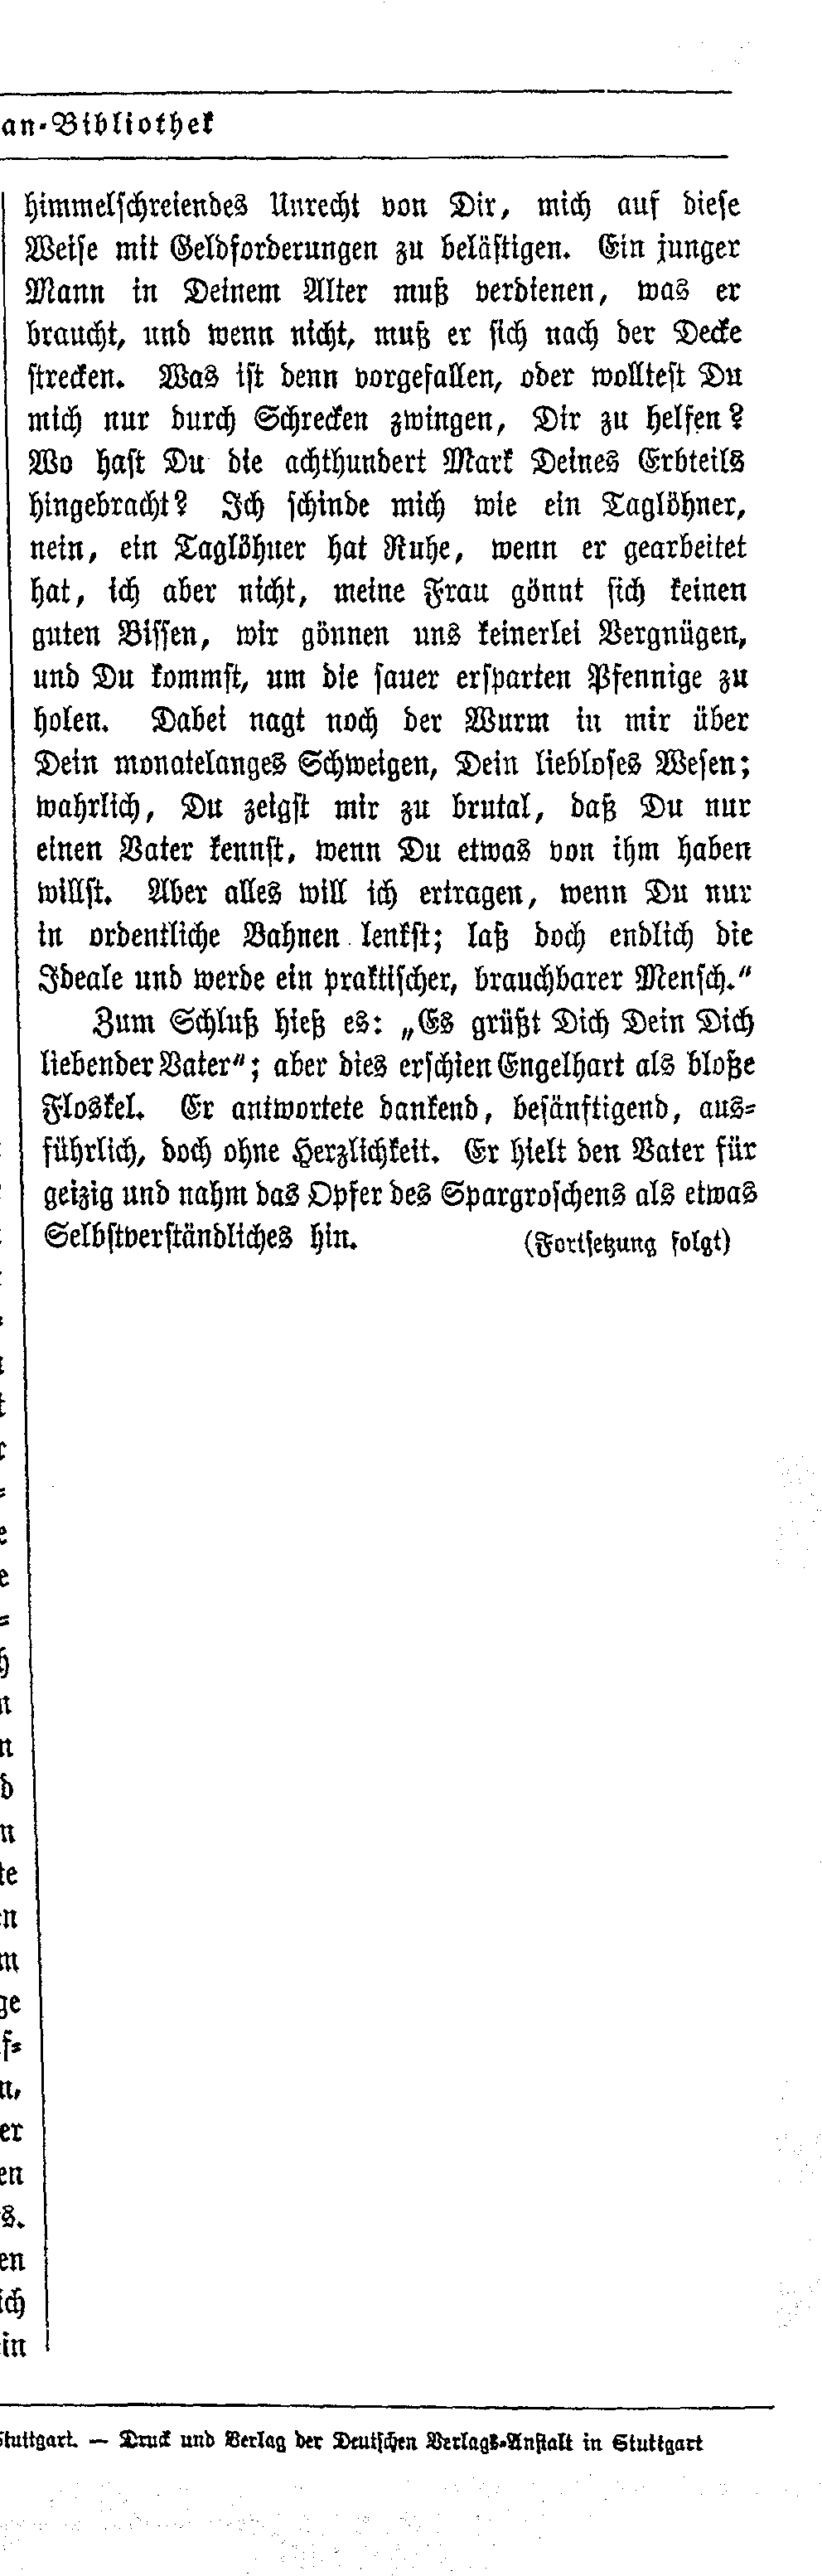 an-Bibliothek
himmelschreiendes Unrecht von Dir, mich auf diese
Weise mit Geldforderungen zu belästigen. Ein junger
Mann in Deinem Alter muß verdienen, was er
braucht, und wenn nicht, muß er sich nach der Decke
strecken. Was ist denn vorgefallen, oder wolltest Du
mich nur durch Schrecken zwingen, Dir zu helfen?
Wo hast Du die achthundert Mark Deines Erbteils
hingebracht? Ich schinde mich wie ein Taglöhner,
nein, ein Taglöhner hat Ruhe, wenn er gearbeitet
hat, ich aber nicht, meine Frau gönnt sich keinen
guten Bissen, wir gönnen uns keinerlei Vergnügen,
und Du kommst, um die sauer ersparten Pfennige zu
holen. Dabei nagt noch der Wurm in mir über
Dein monatelanges Schweigen, Dein liebloses Wesen;
wahrlich, Du zeigst mir zu brutal, daß Du nur
einen Vater kennst, wenn Du etwas von ihm haben
willst. Aber alles will ich ertragen, wenn Du nur
in ordentliche Bahnen lenkst; laß doch endlich die
Ideale und werde ein praktischer, brauchbarer Mensch.“
Zum Schluß hieß es: „Es grüßt Dich Dein Dich
liebender Vater“; aber dies erschien Engelhart als bloße
Floskel. Er antwortete dankend, besänftigend, aus-
führlich, doch ohne Herzlichkeit. Er hielt den Vater für
geizig und nahm das Opfer des Spargroschens als etwas
Selbstverständliches hin. (Fortsetzung folgt)
Stuttgart. — Druck und Verlag der Deutschen Verlags-Anstalt in Stuttgart